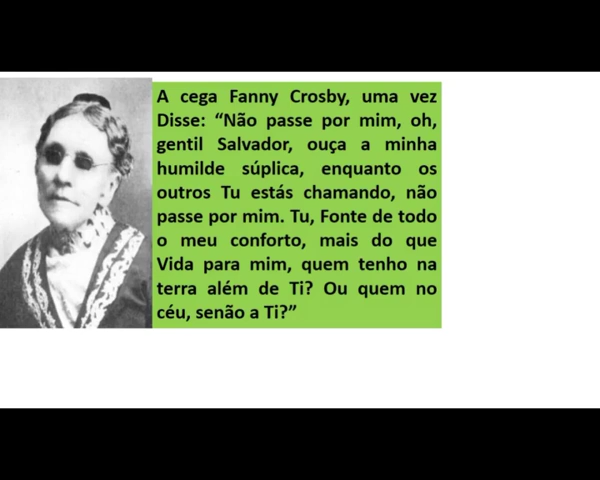 A cega Fanny Crosby, uma vez
Disse: “Não passe por mim, oh,
gentil Salvador, ouça a minha
humilde súplica, enquanto os
outros Tu estás chamando, não
passe por mim. Tu, Fonte de todo
o meu conforto, mais do que
Vida para mim, quem tenho na
terra além de Ti? Ou quem no
céu, senão a Ti?”